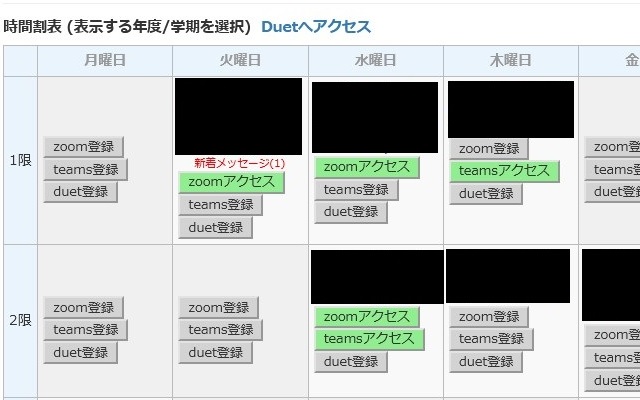 時間割表 (表示する年度/学期を選択) Duetへアクセス
月曜日 火曜日 水曜日 木曜日 金
1限
zoom登録
teams登録
duet登録
新着メッセージ(1)
zoomアクセス
teams登録
duet登録
zoomアクセス
teams登録
duet登録
zoom登録
teamsアクセス
duet登録
zoom登
teams登
duet登録
2限
zoom登録
teams登録
duet登録
zoom登録
teams登録
duet登録
zoomアクセス
teamsアクセス
duet登録
zoom登録
teams登録
duet登録
zoom登
teams登
duet登録